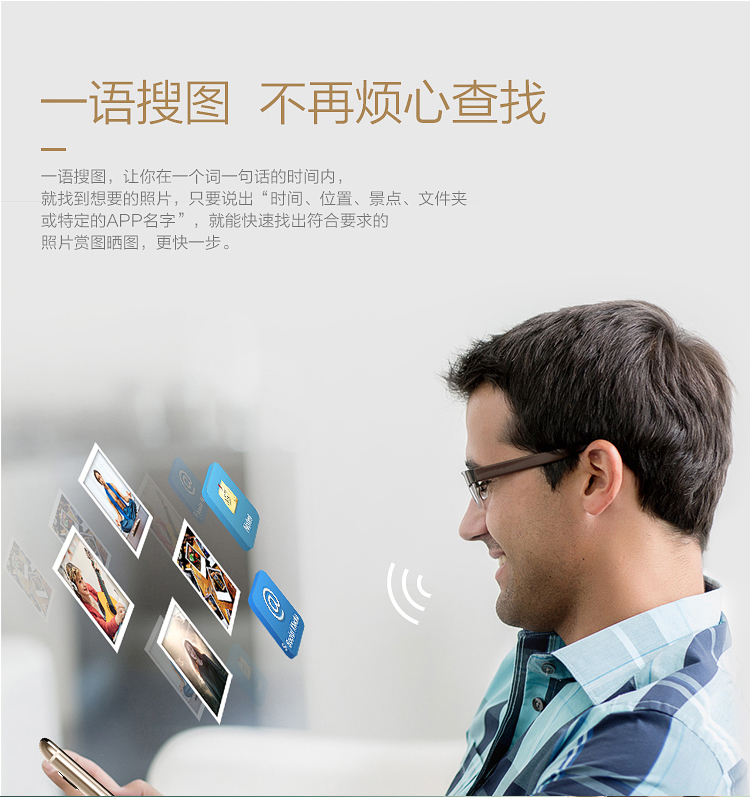 一语搜图 不再烦心查找
一语搜图，让你在一个词一句话的时间内，
就找到想要的照片，只要说出“时间、位置、景点、文件夹
或特定的APP名字”，就能快速找出符合要求的
照片赏图晒图，更快一步。
Notes